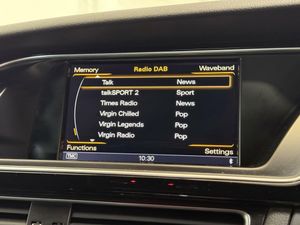 Memory Radio DAB Waveband
Talk News
talkSPORT 2 Sport
Times Radio News
Virgin Chilled Pop
Virgin Legends Pop
Virgin Radio Pop
Functions Settings
TMC 10:30